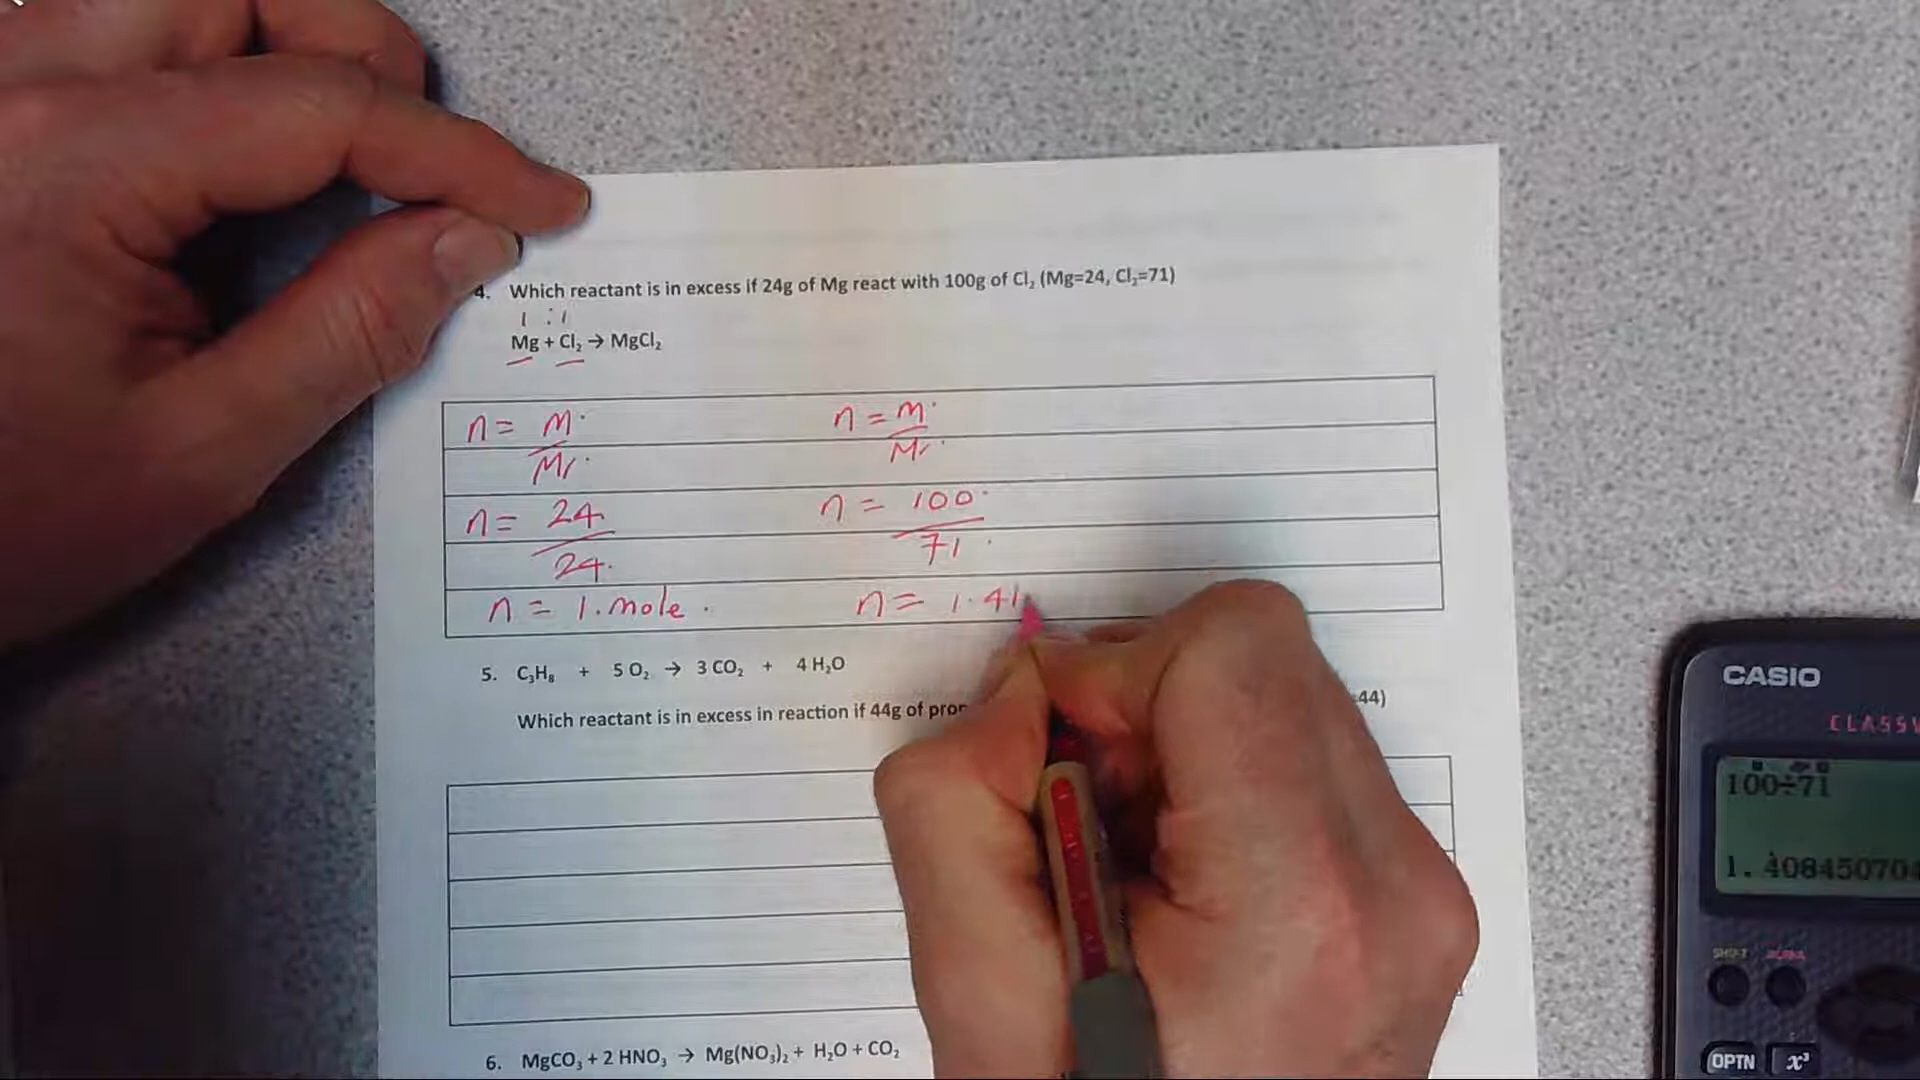 4. Which reactant is in excess if 24g of Mg react with 100g of Cl₂ (Mg=24, Cl₂=71)
1 : 1
Mg + Cl₂ → MgCl₂
n = m n = m
Mr Mr
n = 24 n = 100
24 71
n = 1 mole n = 1.41
5. C₃H₈ + 5 O₂ → 3 CO₂ + 4 H₂O
Which reactant is in excess in reaction if 44g of 44)
6. MgCO₃ + 2 HNO₃ → Mg(NO₃)₂ + H₂O + CO₂
CASIO
100÷71
1.408450704
SHIFT ALPHA
OPTN x³